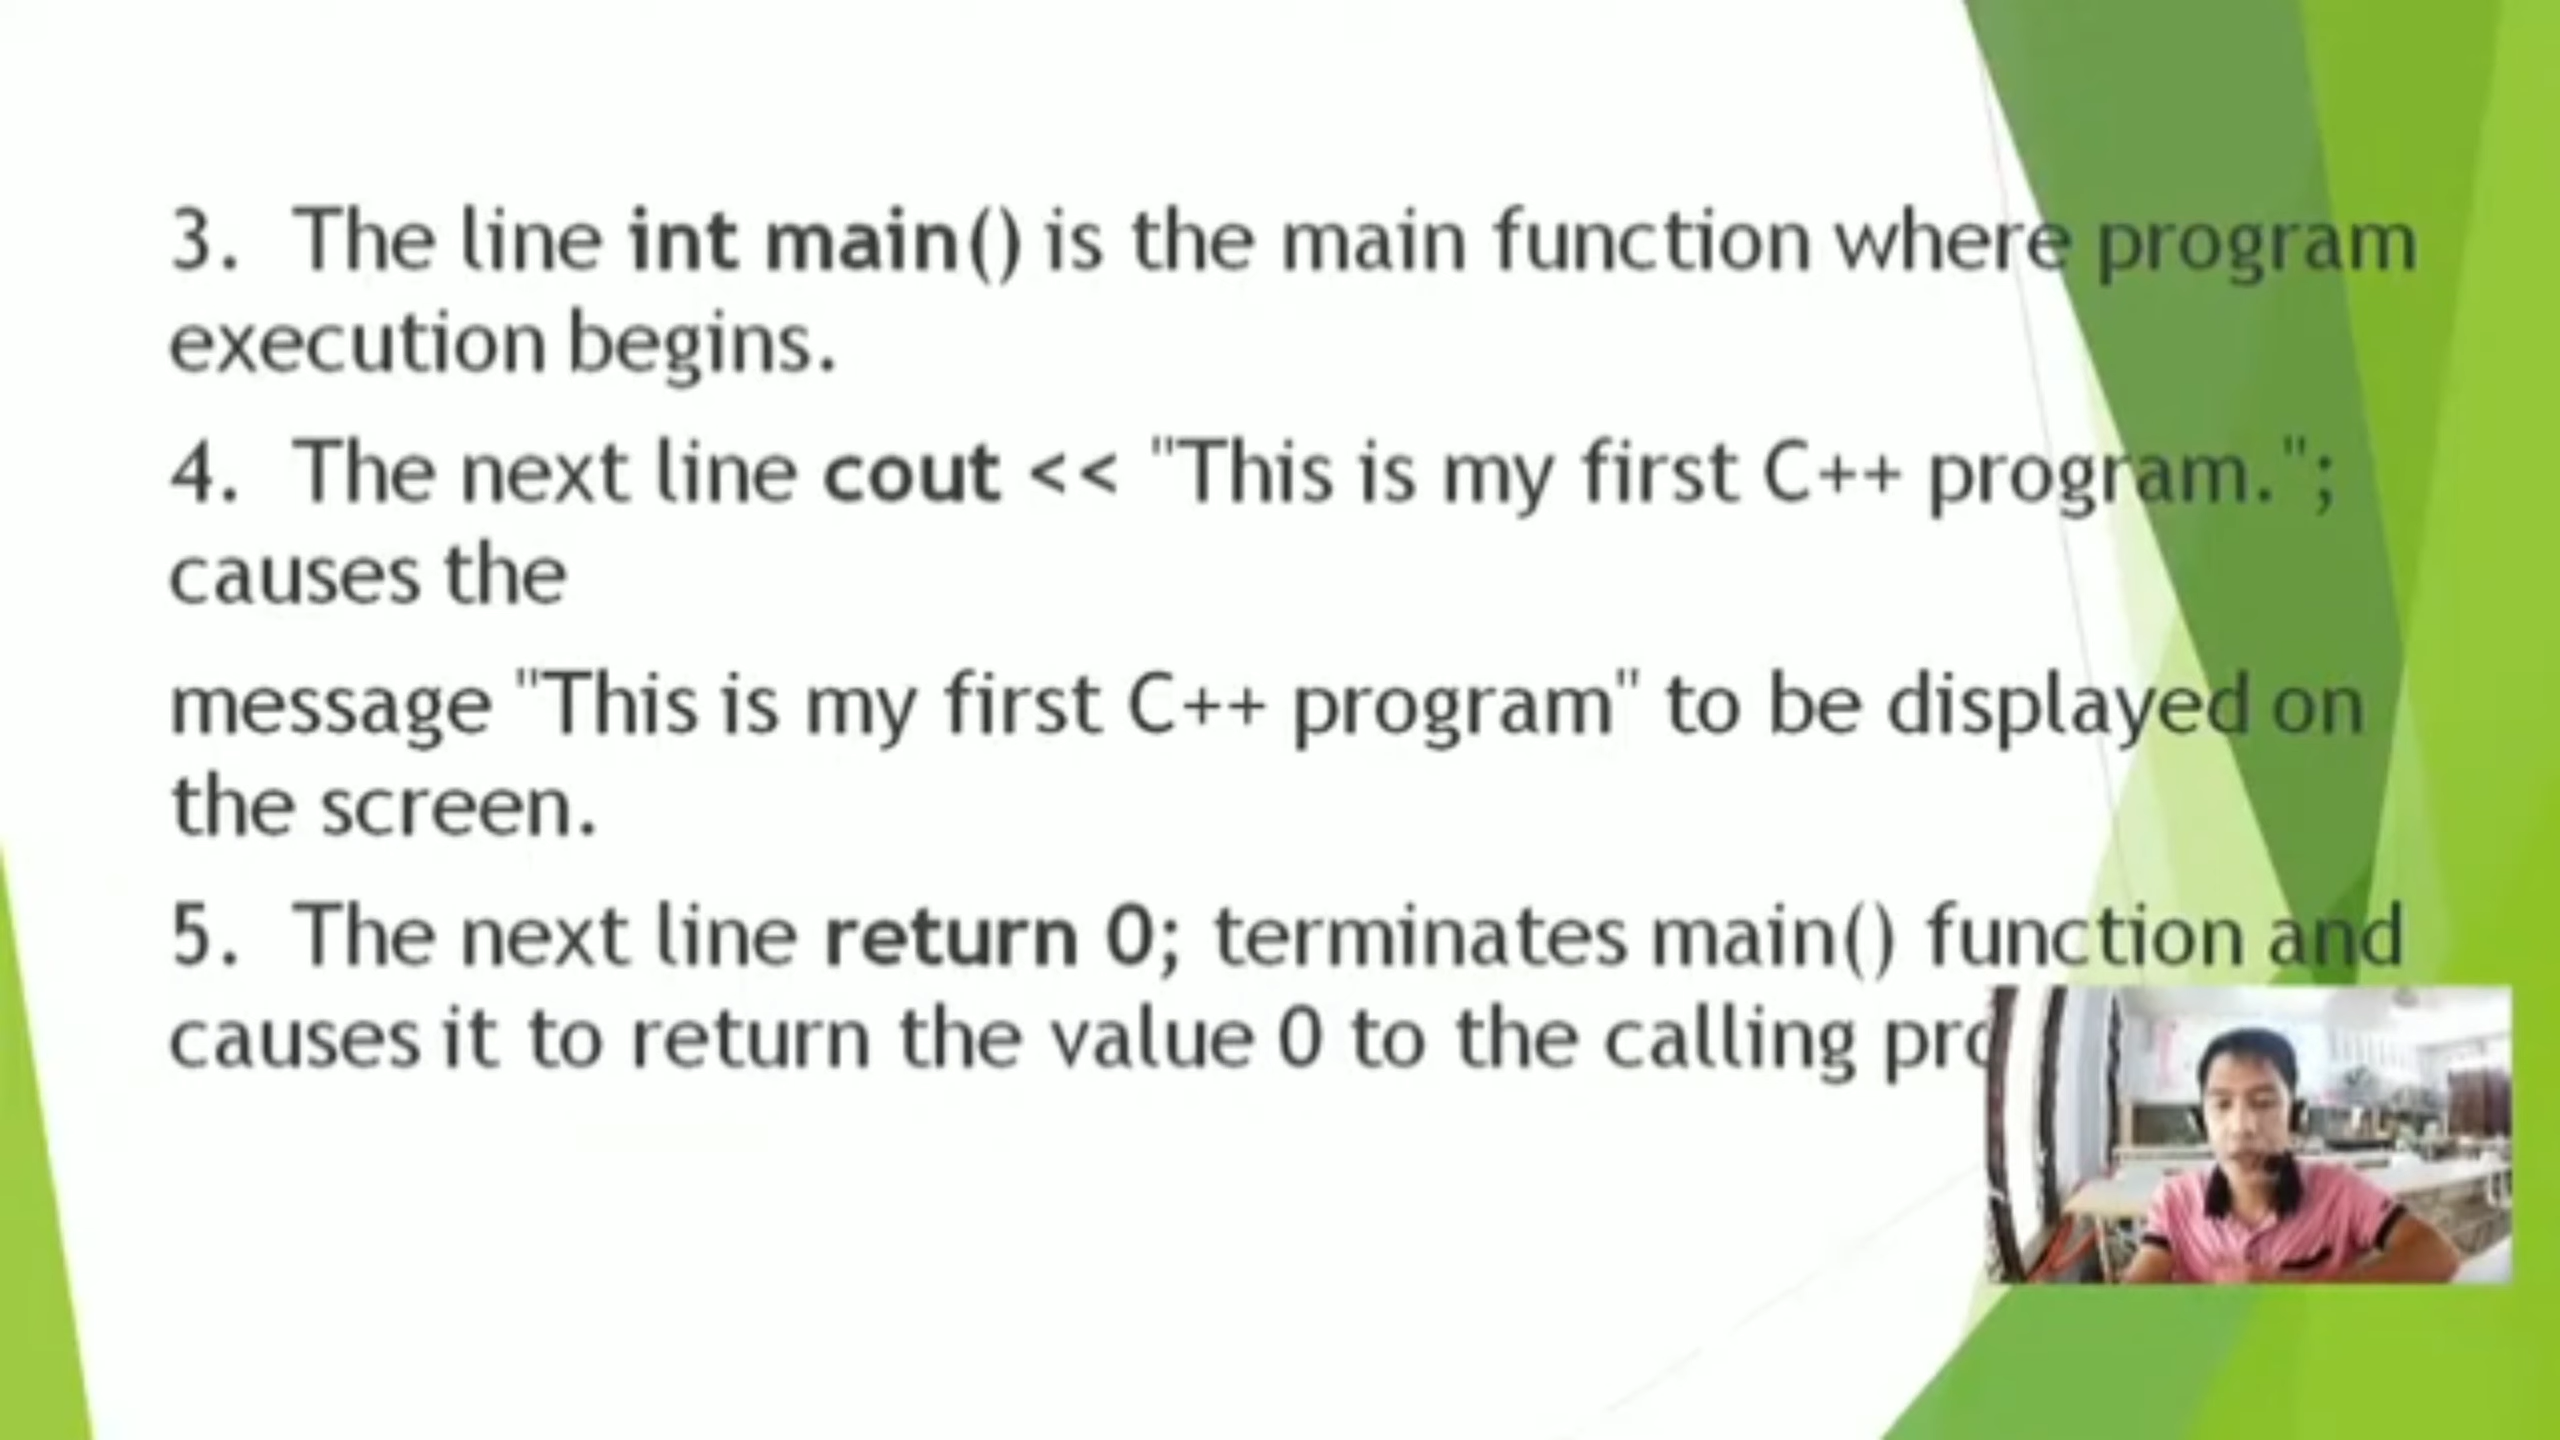 3. The line int main() is the main function where program
execution begins.
4. The next line cout << "This is my first C++ program.";
causes the
message "This is my first C++ program" to be displayed on
the screen.
5. The next line return 0; terminates main() function and
causes it to return the value 0 to the calling